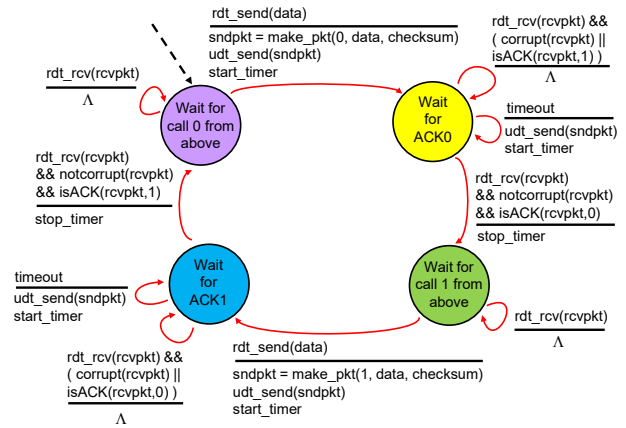 rdt_send(data)
sndpkt = make_pkt(0, data, checksum)
udt_send(sndpkt)
start_timer
rdt_rcv(rcvpkt) &&
( corrupt(rcvpkt) ||
isACK(rcvpkt,1) )
Λ
rdt_rcv(rcvpkt)
Λ
Wait for
call 0 from
above
Wait
for
ACK0
timeout
udt_send(sndpkt)
start_timer
rdt_rcv(rcvpkt)
&& notcorrupt(rcvpkt)
&& isACK(rcvpkt,1)
stop_timer
rdt_rcv(rcvpkt)
&& notcorrupt(rcvpkt)
&& isACK(rcvpkt,0)
stop_timer
timeout
udt_send(sndpkt)
start_timer
Wait
for
ACK1
Wait for
call 1 from
above
rdt_rcv(rcvpkt)
Λ
rdt_rcv(rcvpkt) &&
( corrupt(rcvpkt) ||
isACK(rcvpkt,0) )
Λ
rdt_send(data)
sndpkt = make_pkt(1, data, checksum)
udt_send(sndpkt)
start_timer